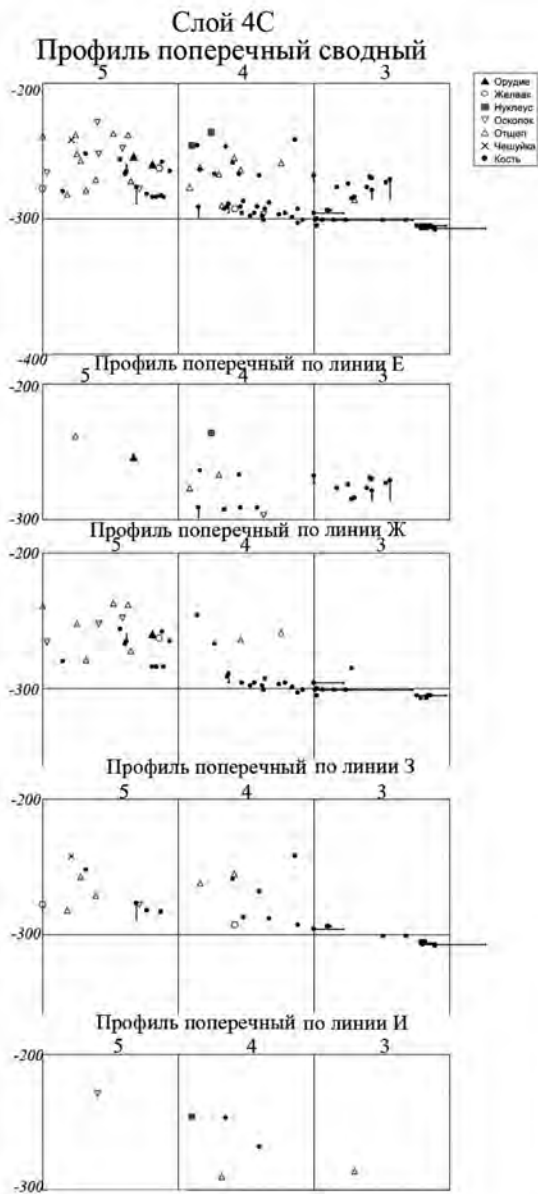 Слой 4С
Профиль поперечный сводный
5 4 3
-200
-300
-400
Орудие
Желвак
Нуклеус
Осколок
Отщеп
Чешуйка
Кость
Профиль поперечный по линии Е
5 4 3
-200
-300
Профиль поперечный по линии Ж
5 4 3
-200
-300
Профиль поперечный по линии З
5 4 3
-200
-300
Профиль поперечный по линии И
5 4 3
-200
-300